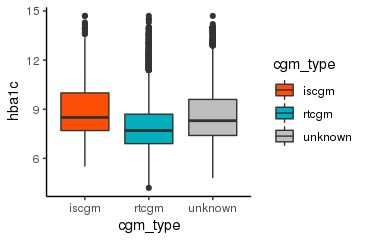 15
12
9
6
hba1c
iscgm
rtcgm
unknown
cgm_type
cgm_type
iscgm
rtcgm
unknown